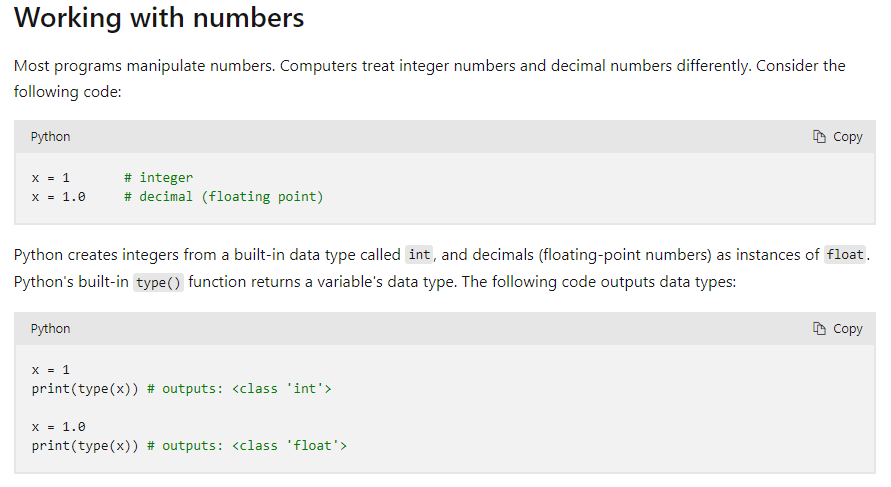 Working with numbers
Most programs manipulate numbers. Computers treat integer numbers and decimal numbers differently. Consider the
following code:
Python Copy
x = 1       # integer
x = 1.0     # decimal (floating point)
Python creates integers from a built-in data type called int, and decimals (floating-point numbers) as instances of float.
Python's built-in type() function returns a variable's data type. The following code outputs data types:
Python Copy
x = 1
print(type(x)) # outputs: <class 'int'>
x = 1.0
print(type(x)) # outputs: <class 'float'>